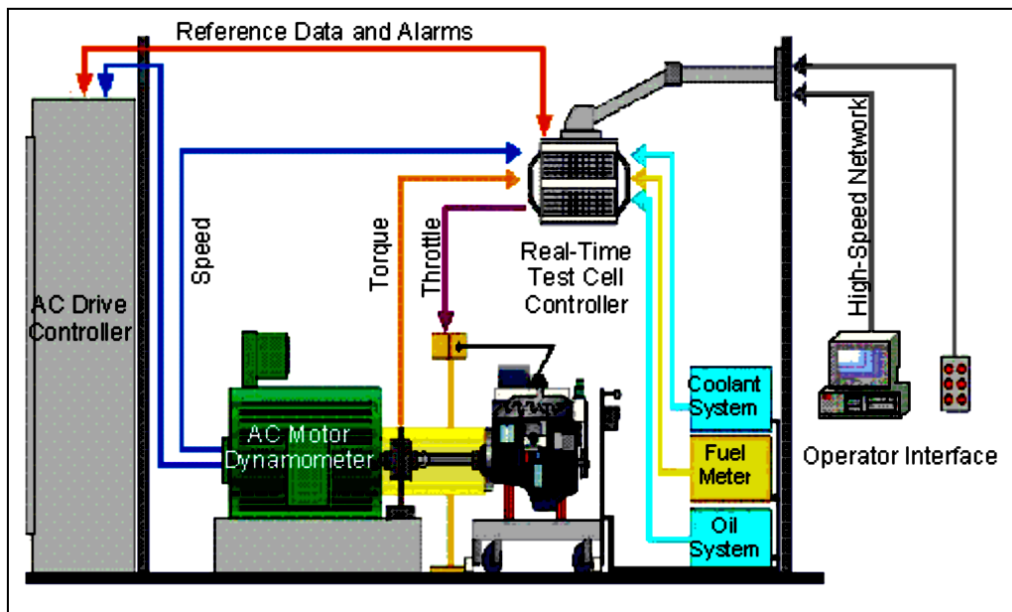 Reference Data and Alarms
Speed
Torque
Throttle
Real-Time
Test Cell
Controller
High-Speed Network
AC Drive
Controller
AC Motor
Dynamometer
Coolant
System
Fuel
Meter
Oil
System
Operator Interface